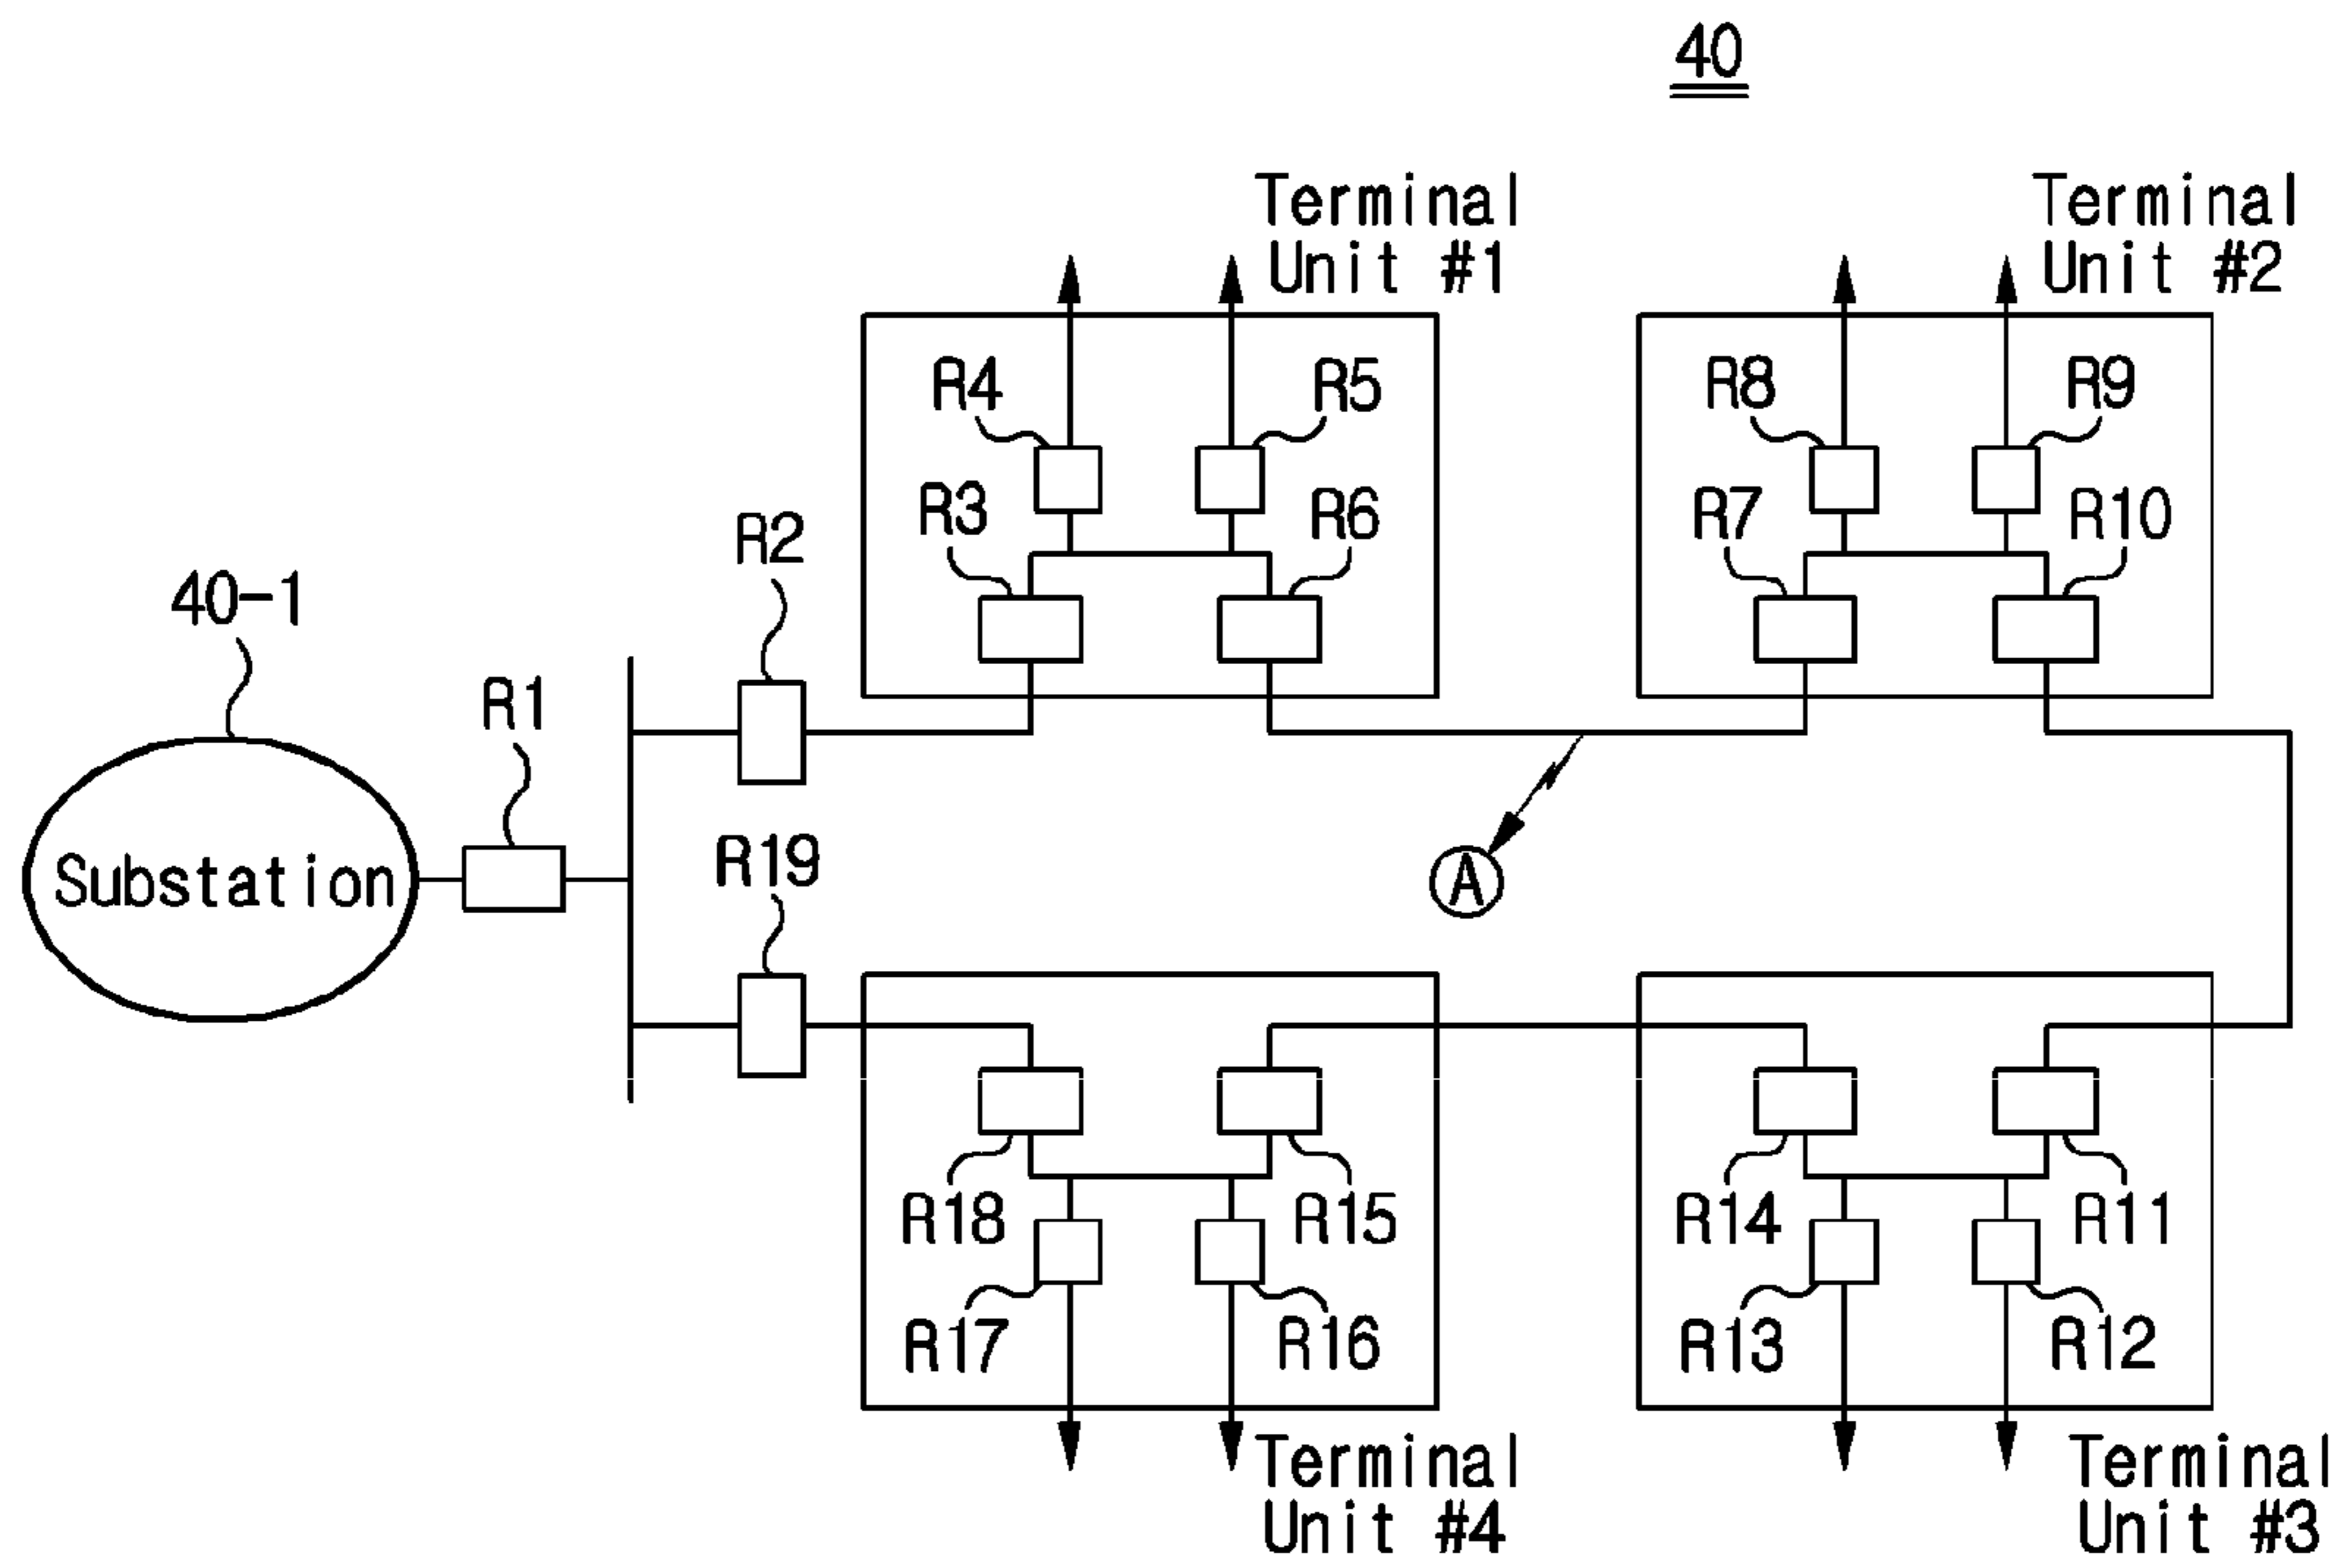 40
Terminal
Unit #1
Terminal
Unit #2
R4
R5
R8
R9
R3
R6
R7
R10
R2
40-1
R1
R19
Substation
A
R18
R15
R14
R11
R17
R16
R13
R12
Terminal
Unit #4
Terminal
Unit #3